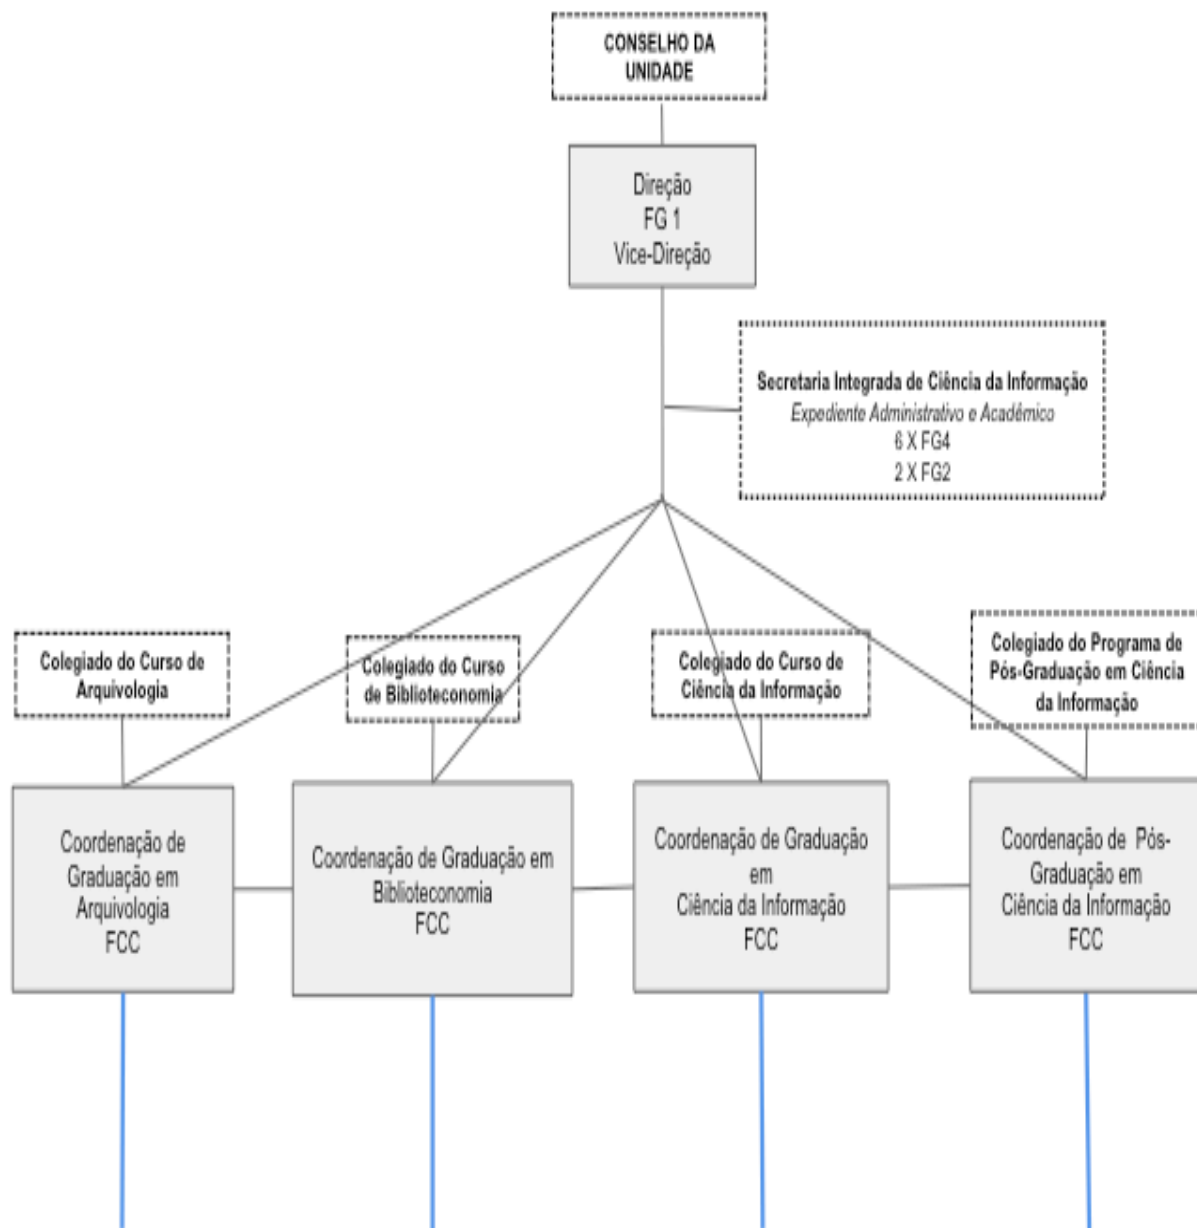 CONSELHO DA
UNIDADE
Direção
FG 1
Vice-Direção
Secretaria Integrada de Ciência da Informação
Expediente Administrativo e Acadêmico
6 X FG4
2 X FG2
Colegiado do Curso de
Arquivologia
Colegiado do Curso
de Biblioteconomia
Colegiado do Curso de
Ciência da Informação
Colegiado do Programa de
Pós-Graduação em Ciência
da Informação
Coordenação de
Graduação em
Arquivologia
FCC
Coordenação de Graduação em
Biblioteconomia
FCC
Coordenação de Graduação
em
Ciência da Informação
FCC
Coordenação de Pós-
Graduação em
Ciência da Informação
FCC